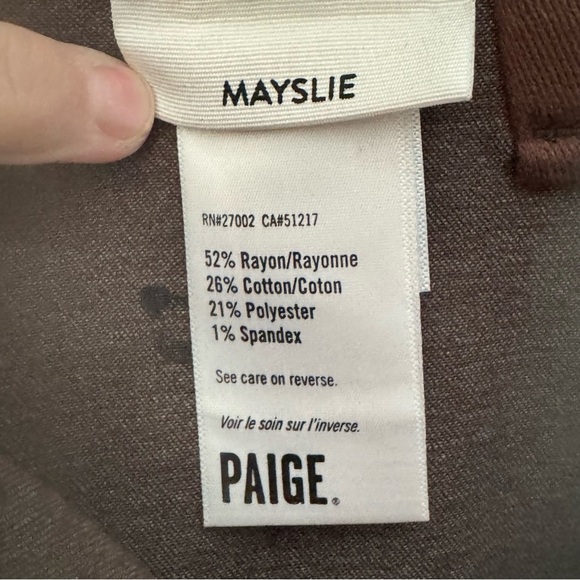 MAYSLIE
RN#27002 CA#51217
52% Rayon/Rayonne
26% Cotton/Coton
21% Polyester
1% Spandex
See care on reverse.
Voir le soin sur l'inverse.
PAIGE®